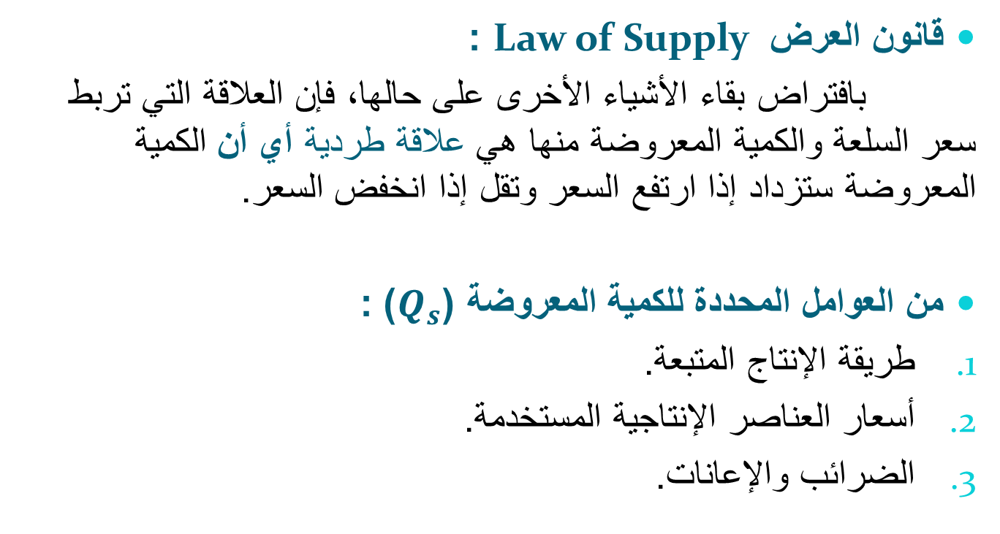 • قانون العرض Law of Supply :
بافتراض بقاء الأشياء الأخرى على حالها، فإن العلاقة التي تربط
سعر السلعة والكمية المعروضة منها هي علاقة طردية أي أن الكمية
المعروضة ستزداد إذا ارتفع السعر وتقل إذا انخفض السعر.
• من العوامل المحددة للكمية المعروضة (Qₛ) :
1. طريقة الإنتاج المتبعة.
2. أسعار العناصر الإنتاجية المستخدمة.
3. الضرائب والإعانات.